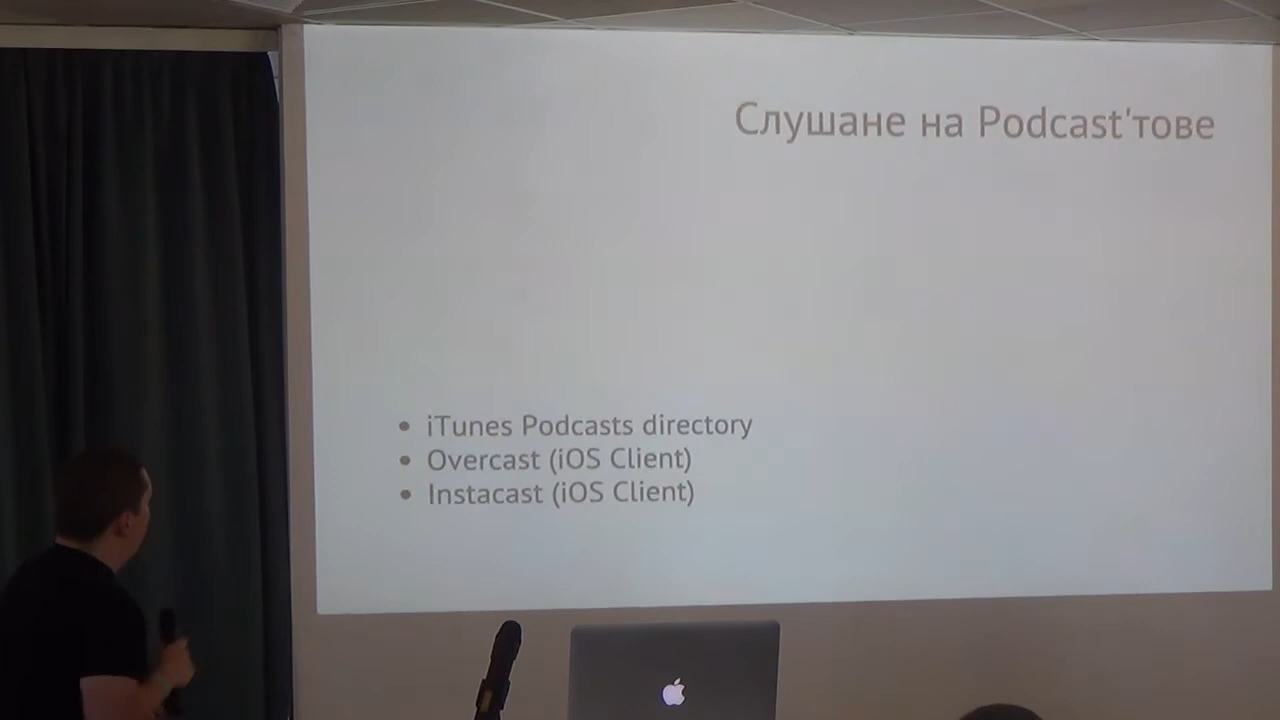 Слушане на Podcast'тове
• iTunes Podcasts directory
• Overcast (iOS Client)
• Instacast (iOS Client)